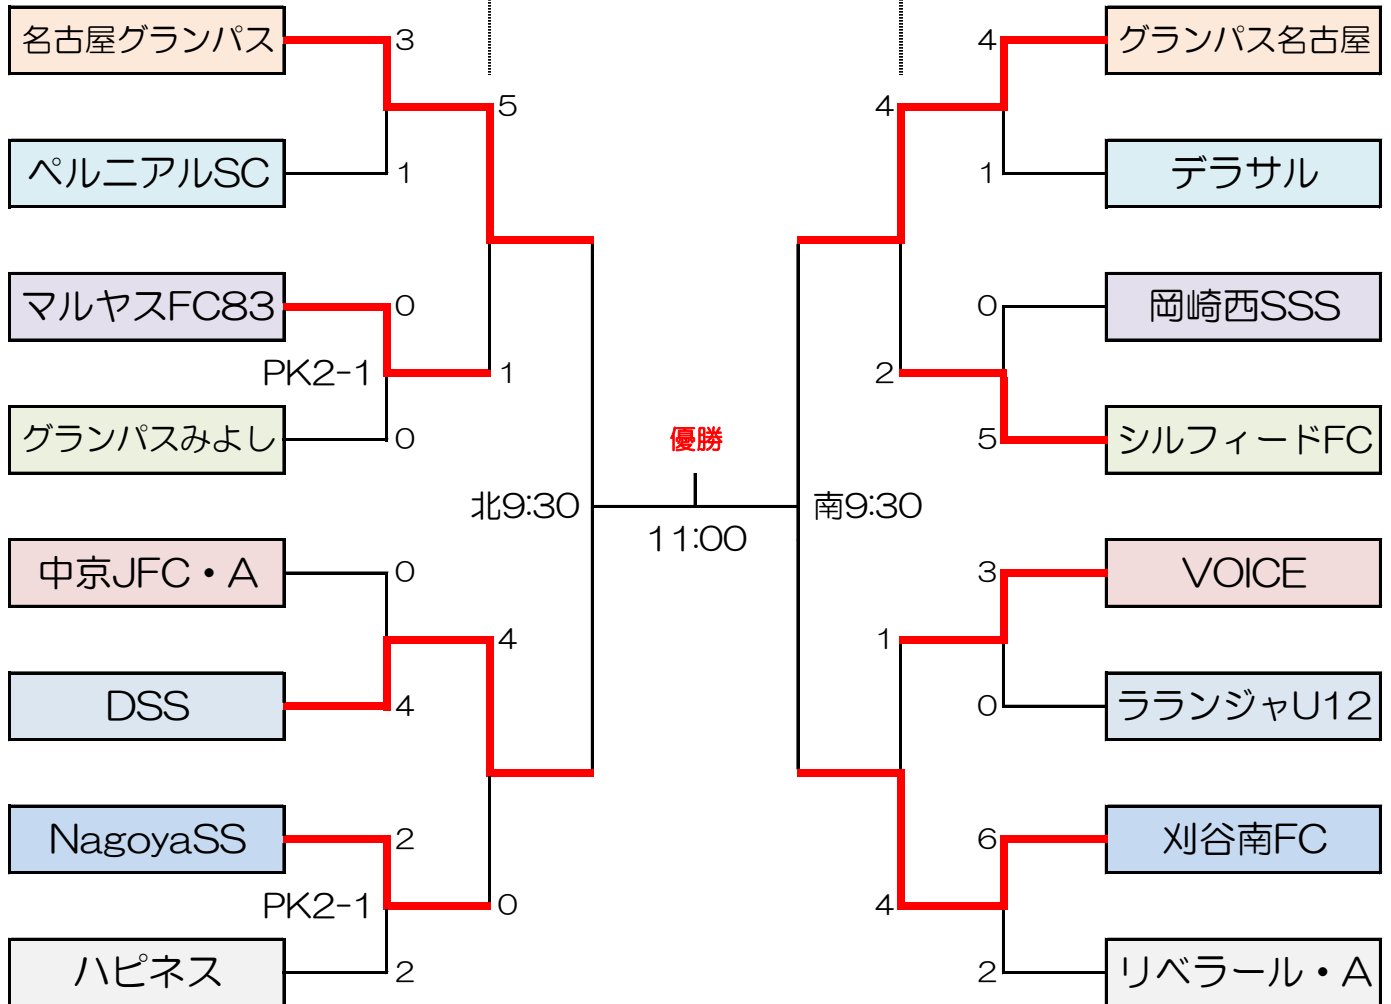 名古屋グランパス 3
4 グランパス名古屋
5
4
ペルニアルSC 1
1 デラサル
マルヤスFC83 0
0 岡崎西SSS
PK2-1 1
2
グランパスみよし 0
5 シルフィードFC
優勝
北9:30
南9:30
11:00
中京JFC・A 0
3 VOICE
4
1
DSS 4
0 ラランジャU12
NagoyaSS 2
6 刈谷南FC
PK2-1 0
4
ハピネス 2
2 リベラール・A